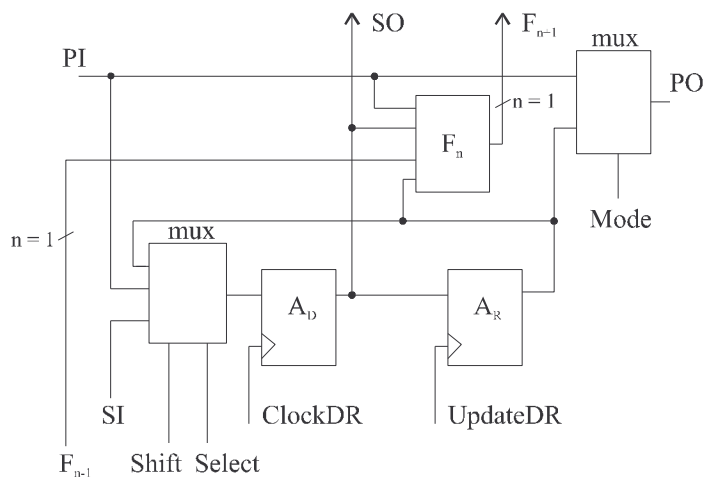 SO
F n+1
PI
mux
PO
n = 1
F n
Mode
n = 1
mux
A D
A R
SI
ClockDR
UpdateDR
F n-1
Shift
Select